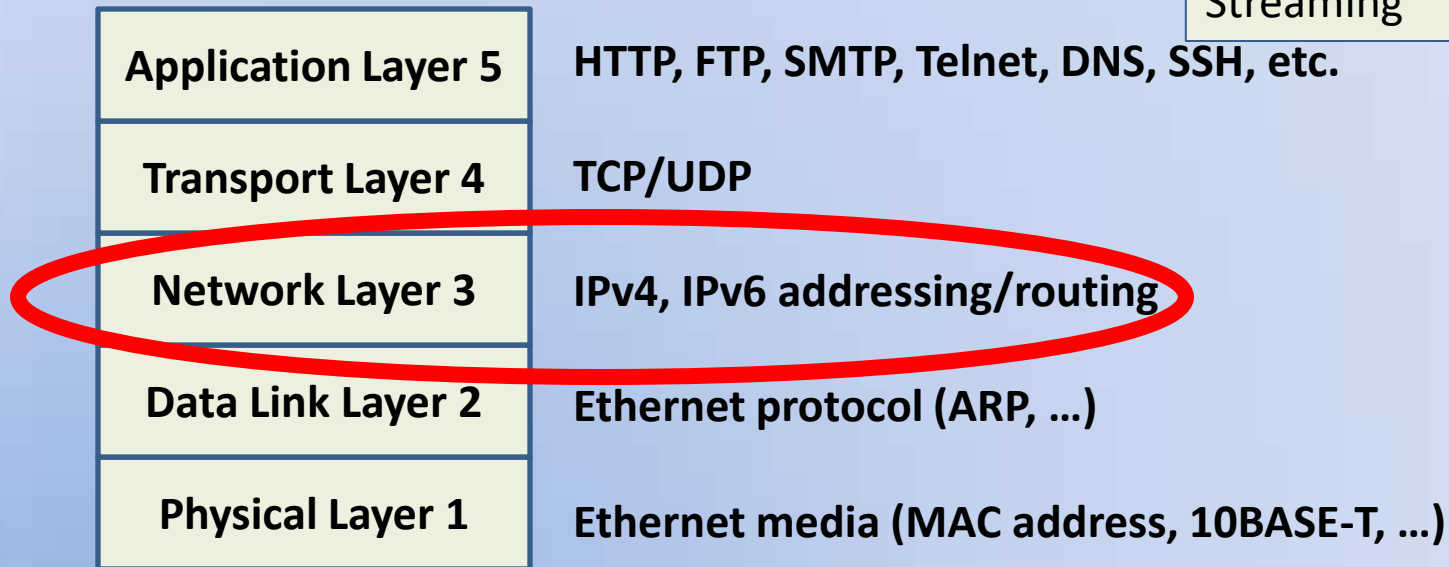 Streaming
Application Layer 5 HTTP, FTP, SMTP, Telnet, DNS, SSH, etc.
Transport Layer 4 TCP/UDP
Network Layer 3 IPv4, IPv6 addressing/routing
Data Link Layer 2 Ethernet protocol (ARP, …)
Physical Layer 1 Ethernet media (MAC address, 10BASE-T, …)